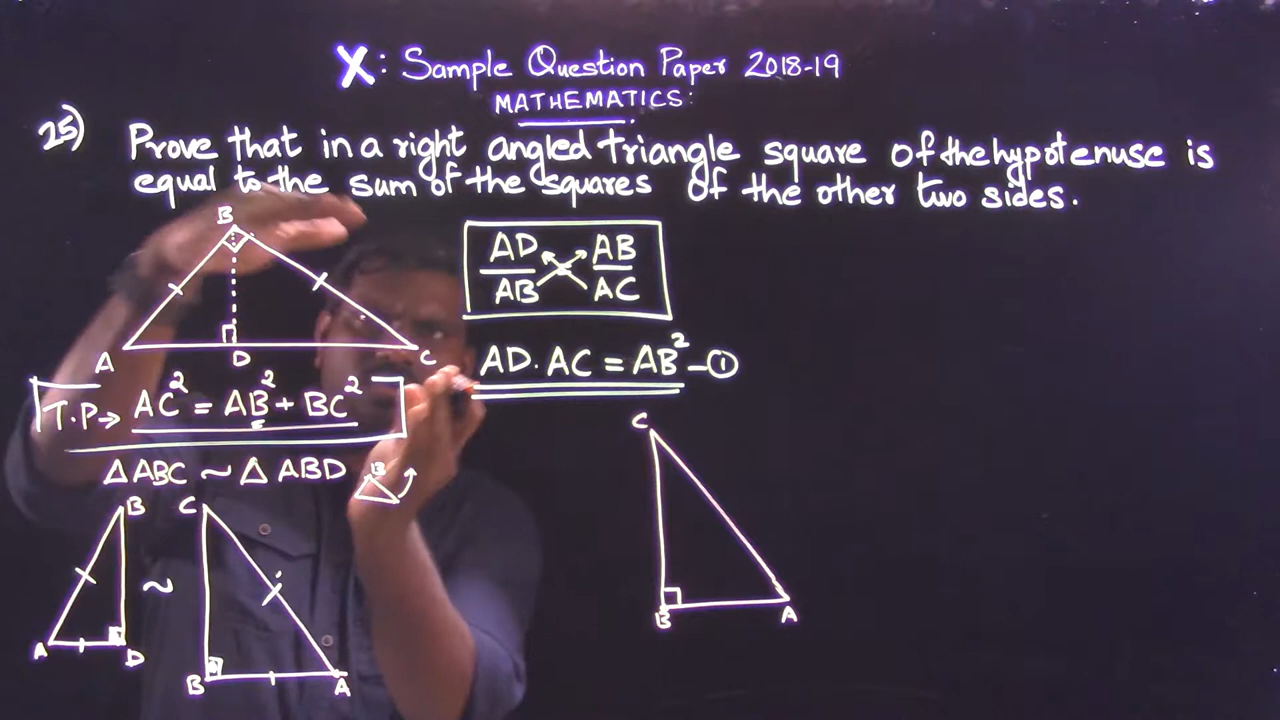 X: Sample Question Paper 2018-19
MATHEMATICS:
25) Prove that in a right angled triangle square of the hypotenuse is
equal to the sum of the squares of the other two sides.
B
A D C
AD/AB AB/AC
AD.AC = AB² - ①
T.P → AC² = AB² + BC²
△ABC ~ △ABD
B
B C
A D ~ B A
C
B A